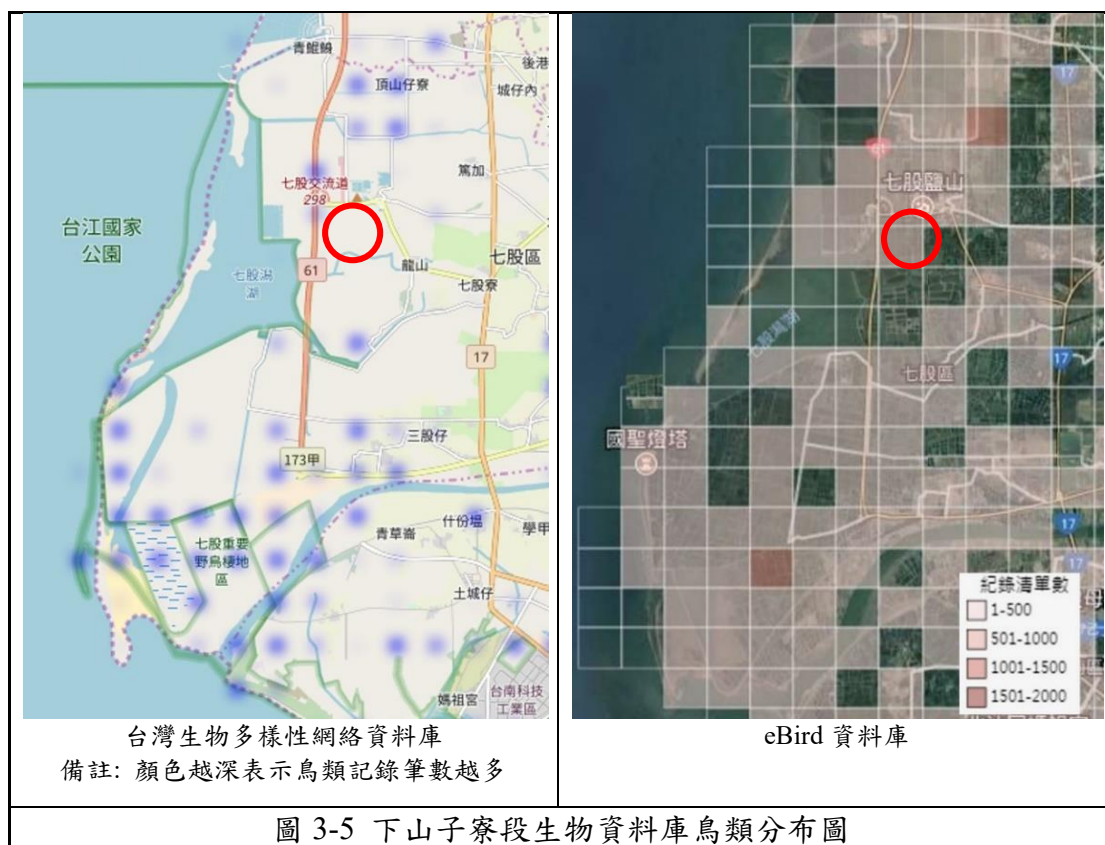 青鯤鯓
後港
頂山仔寮
城仔內
篤加
七股交流道
298
台江國家
公園
七股潟
湖
61
龍山
七股區
七股寮
17
三股仔
173甲
什份塭
學甲
青草崙
七股重要
野鳥棲地
區
土城仔
媽祖宮
台南科技
工業區
17
61
七股鹽山
七股潟湖
17
七股區
國聖燈塔
17
17
紀錄清單數
1-500
501-1000
1001-1500
1501-2000
台灣生物多樣性網絡資料庫
備註: 顏色越深表示鳥類記錄筆數越多
eBird 資料庫
圖 3-5 下山子寮段生物資料庫鳥類分布圖